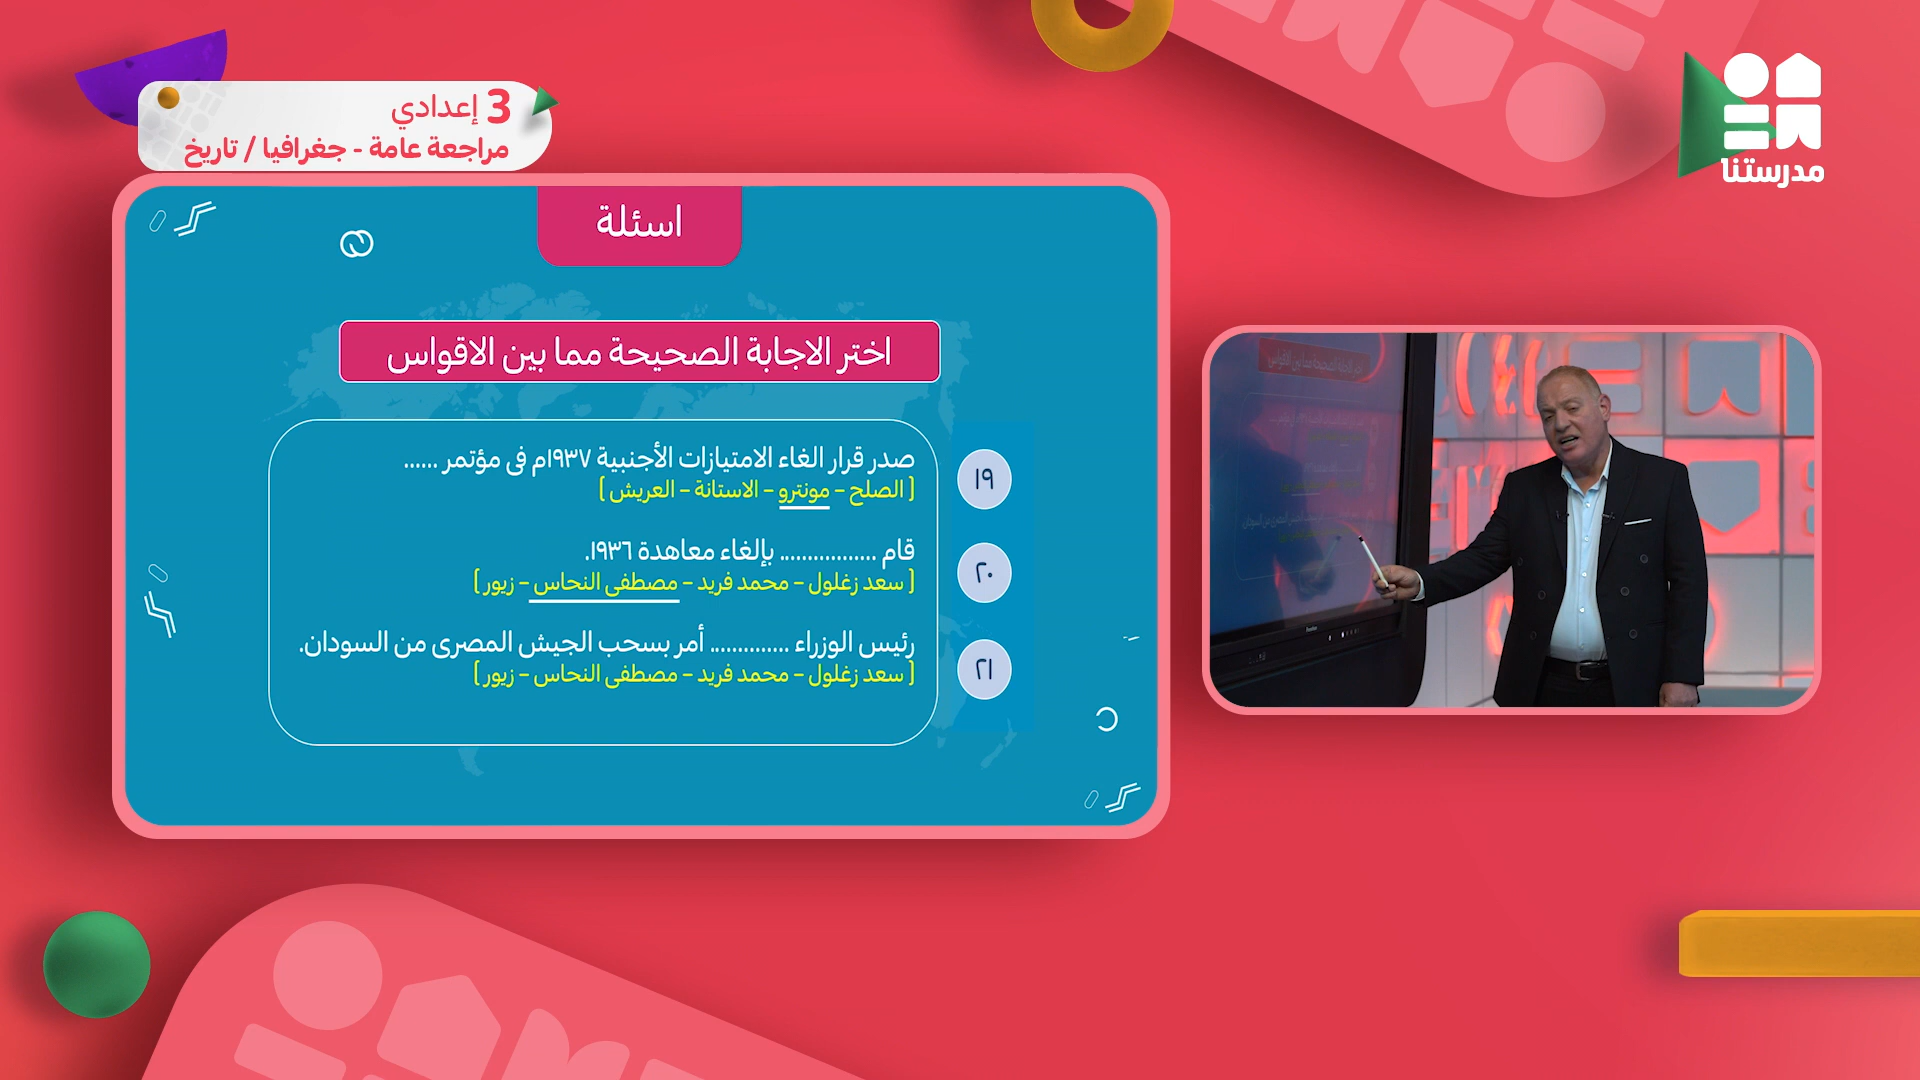 3 إعدادي
مراجعة عامة - جغرافيا / تاريخ
مدرستنا
اسئلة
اختر الاجابة الصحيحة مما بين الاقواس
١٩
صدر قرار الغاء الامتيازات الأجنبية ١٩٣٧م فى مؤتمر ......
[ الصلح - مونترو - الاستانة - العريش ]
٢٠
قام ................ بإلغاء معاهدة ١٩٣٦.
[ سعد زغلول - محمد فريد - مصطفى النحاس - زيور ]
٢١
رئيس الوزراء ............. أمر بسحب الجيش المصرى من السودان.
[ سعد زغلول - محمد فريد - مصطفى النحاس - زيور ]